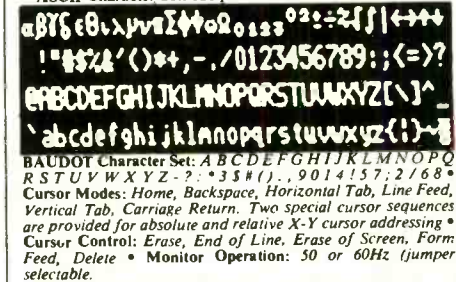 αβγδεθιλμνπΣφψωΩ₀₁₂₃⁰²³÷∫∫|←→↔
!"#$%&'()*+,-./0123456789:;<=>?
@ABCDEFGHIJKLMNOPQRSTUVWXYZ[\]^_
`abcdefghijklmnopqrstuvwxyz{¦}~
BAUDOT Character Set: A B C D E F G H I J K L M N O P Q
R S T U V W X Y Z - ? : * 3 $ # ( ) . , 9 0 1 4 ! 5 7 ; 2 / 6 8 •
Cursor Modes: Home, Backspace, Horizontal Tab, Line Feed,
Vertical Tab, Carriage Return. Two special cursor sequences
are provided for absolute and relative X-Y cursor addressing •
Cursor Control: Erase, End of Line, Erase of Screen, Form
Feed, Delete • Monitor Operation: 50 or 60Hz (jumper
selectable.